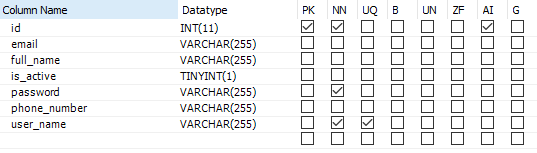 Column Name Datatype PK NN UQ B UN ZF AI G
id INT(11)
email VARCHAR(255)
full_name VARCHAR(255)
is_active TINYINT(1)
password VARCHAR(255)
phone_number VARCHAR(255)
user_name VARCHAR(255)